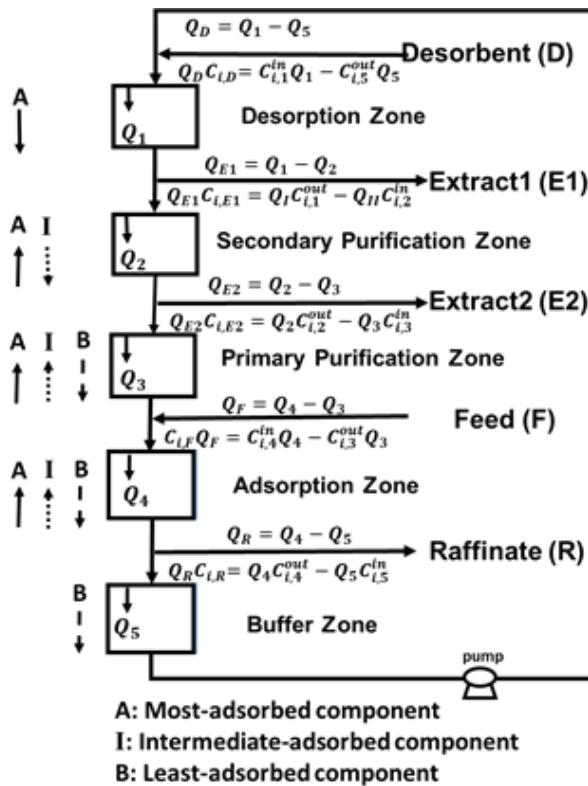 Q_D = Q_1 − Q_5
Desorbent (D)
Q_D C_{i,D} = C_{i,1}^{in} Q_1 − C_{i,5}^{out} Q_5
A
Q_1
Desorption Zone
Q_{E1} = Q_1 − Q_2
Extract1 (E1)
Q_{E1} C_{i,E1} = Q_I C_{i,1}^{out} − Q_{II} C_{i,2}^{in}
A I
Q_2
Secondary Purification Zone
Q_{E2} = Q_2 − Q_3
Extract2 (E2)
Q_{E2} C_{i,E2} = Q_2 C_{i,2}^{out} − Q_3 C_{i,3}^{in}
A I B
Q_3
Primary Purification Zone
Q_F = Q_4 − Q_3
Feed (F)
C_{i,F} Q_F = C_{i,4}^{in} Q_4 − C_{i,3}^{out} Q_3
A I B
Q_4
Adsorption Zone
Q_R = Q_4 − Q_5
Raffinate (R)
Q_R C_{i,R} = Q_4 C_{i,4}^{out} − Q_5 C_{i,5}^{in}
B
Q_5
Buffer Zone
pump
A: Most-adsorbed component
I: Intermediate-adsorbed component
B: Least-adsorbed component